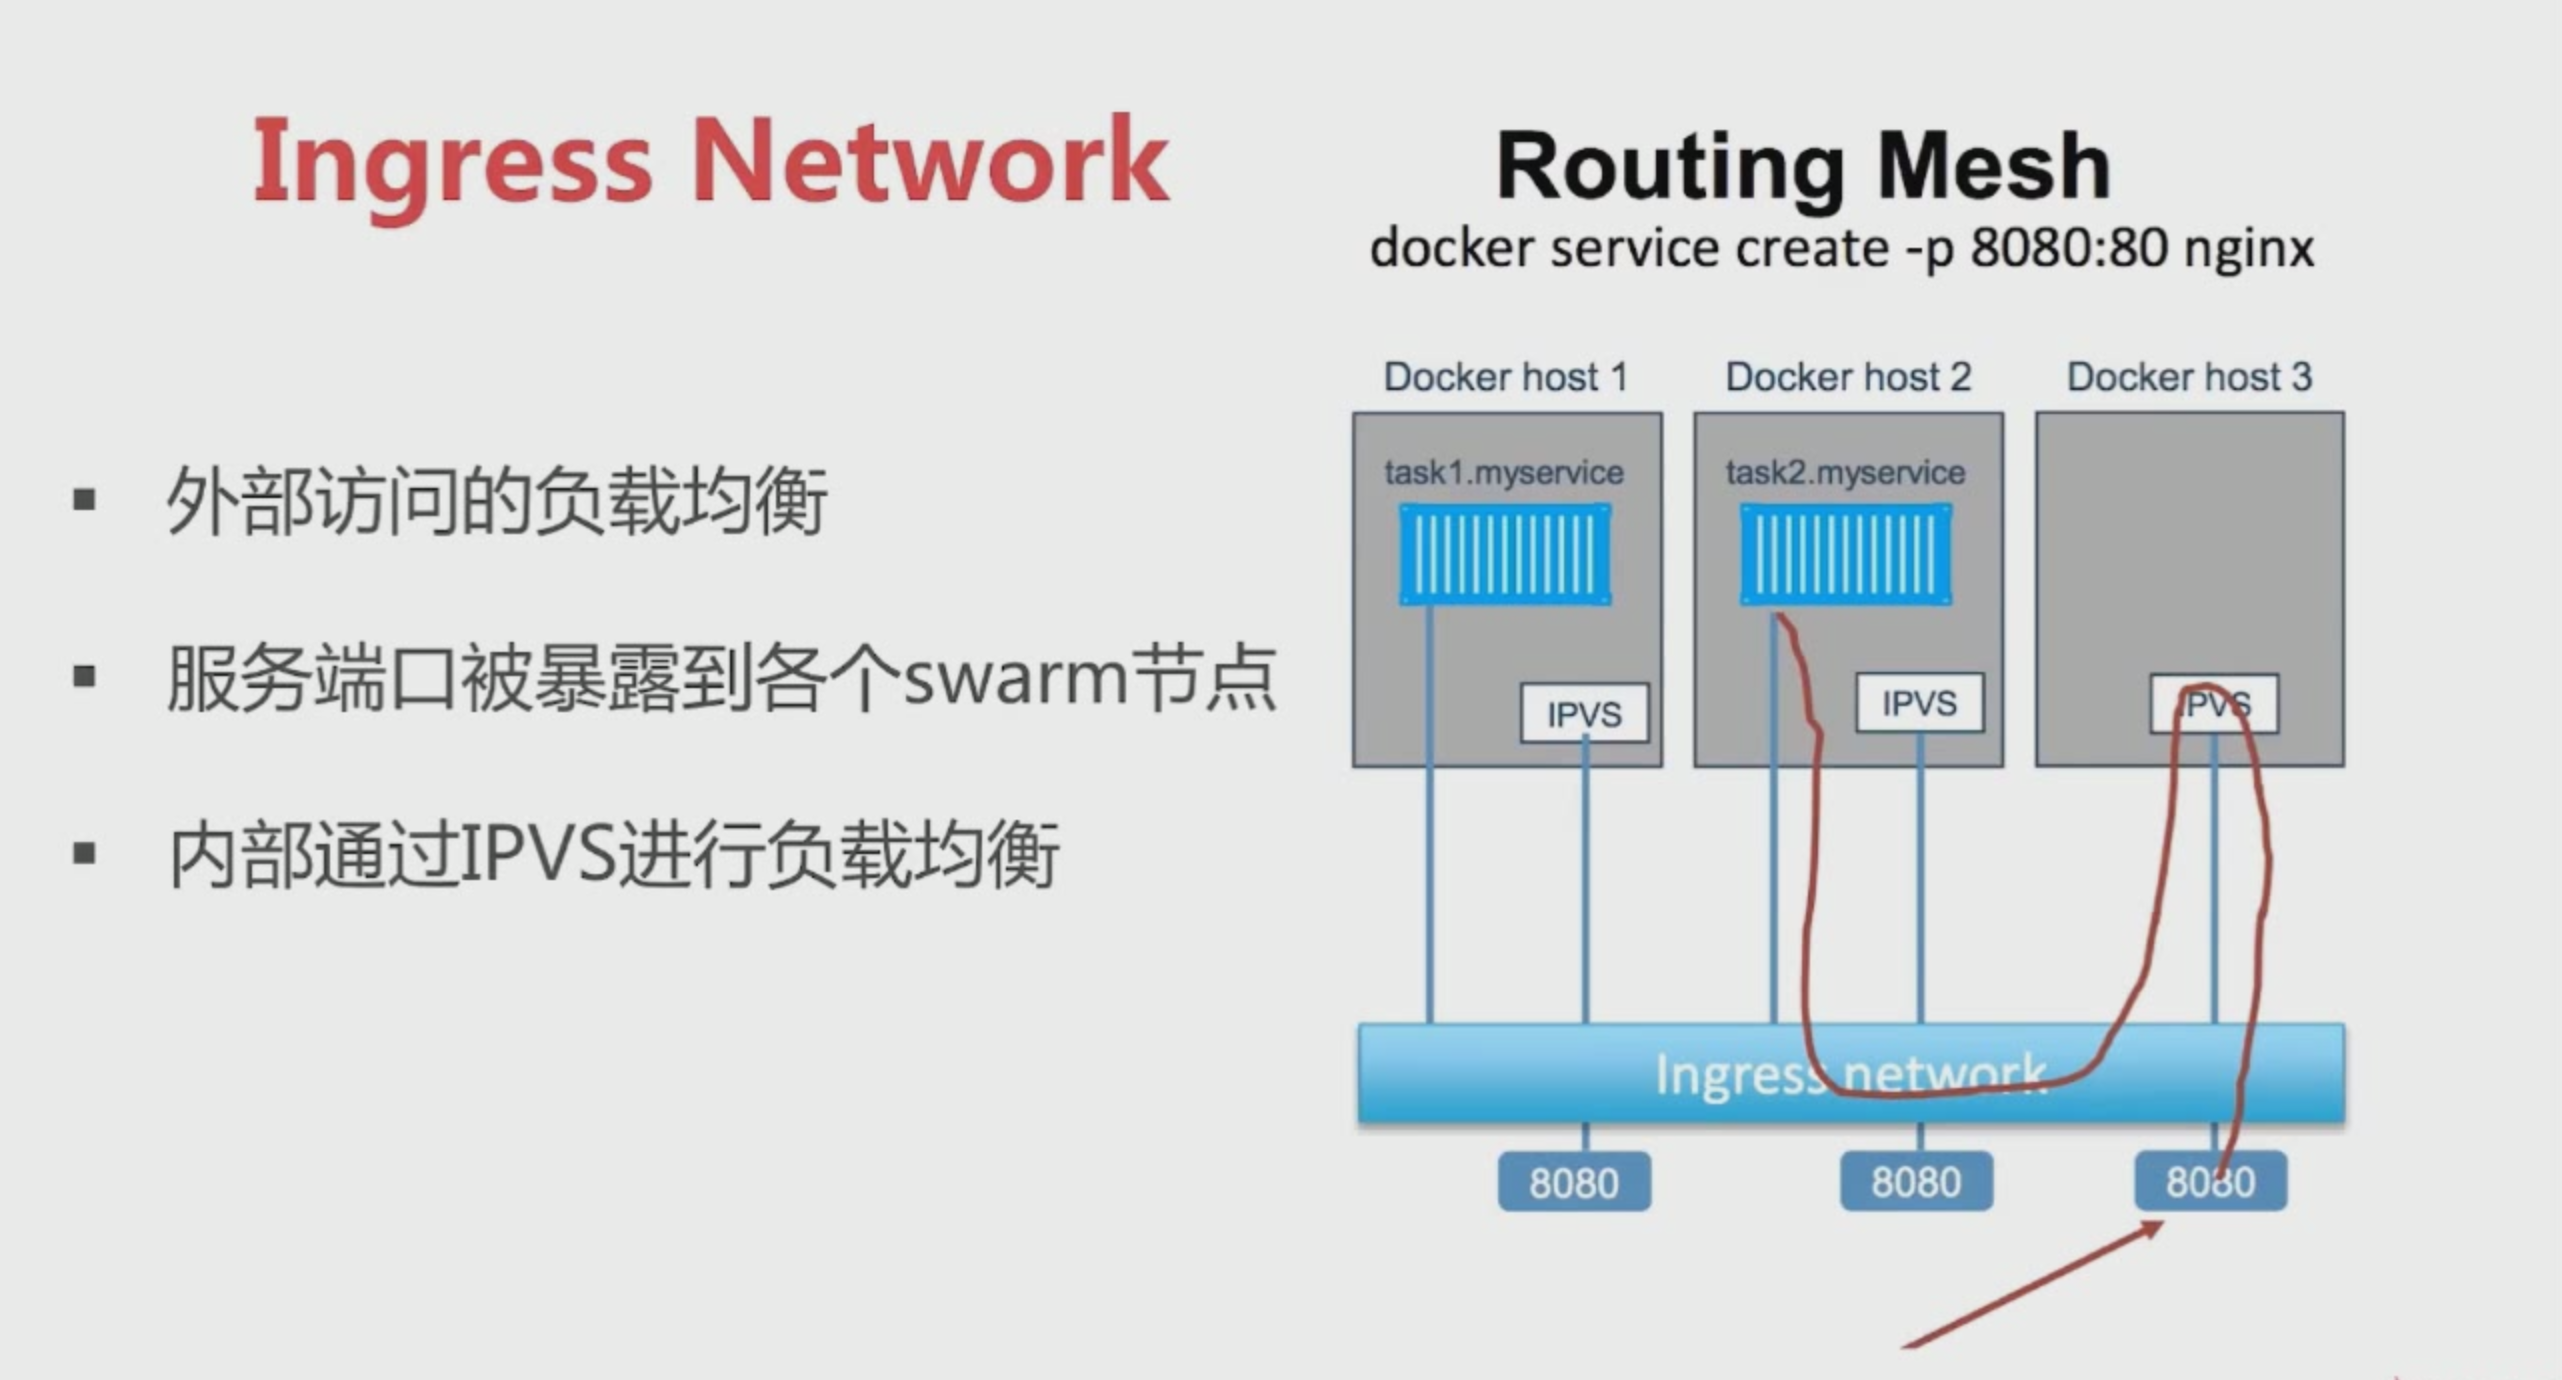 Ingress Network
外部访问的负载均衡
服务端口被暴露到各个swarm节点
内部通过IPVS进行负载均衡
Routing Mesh
docker service create -p 8080:80 nginx
Docker host 1 Docker host 2 Docker host 3
task1.myservice task2.myservice
IPVS IPVS IPVS
Ingress network
8080 8080 8080